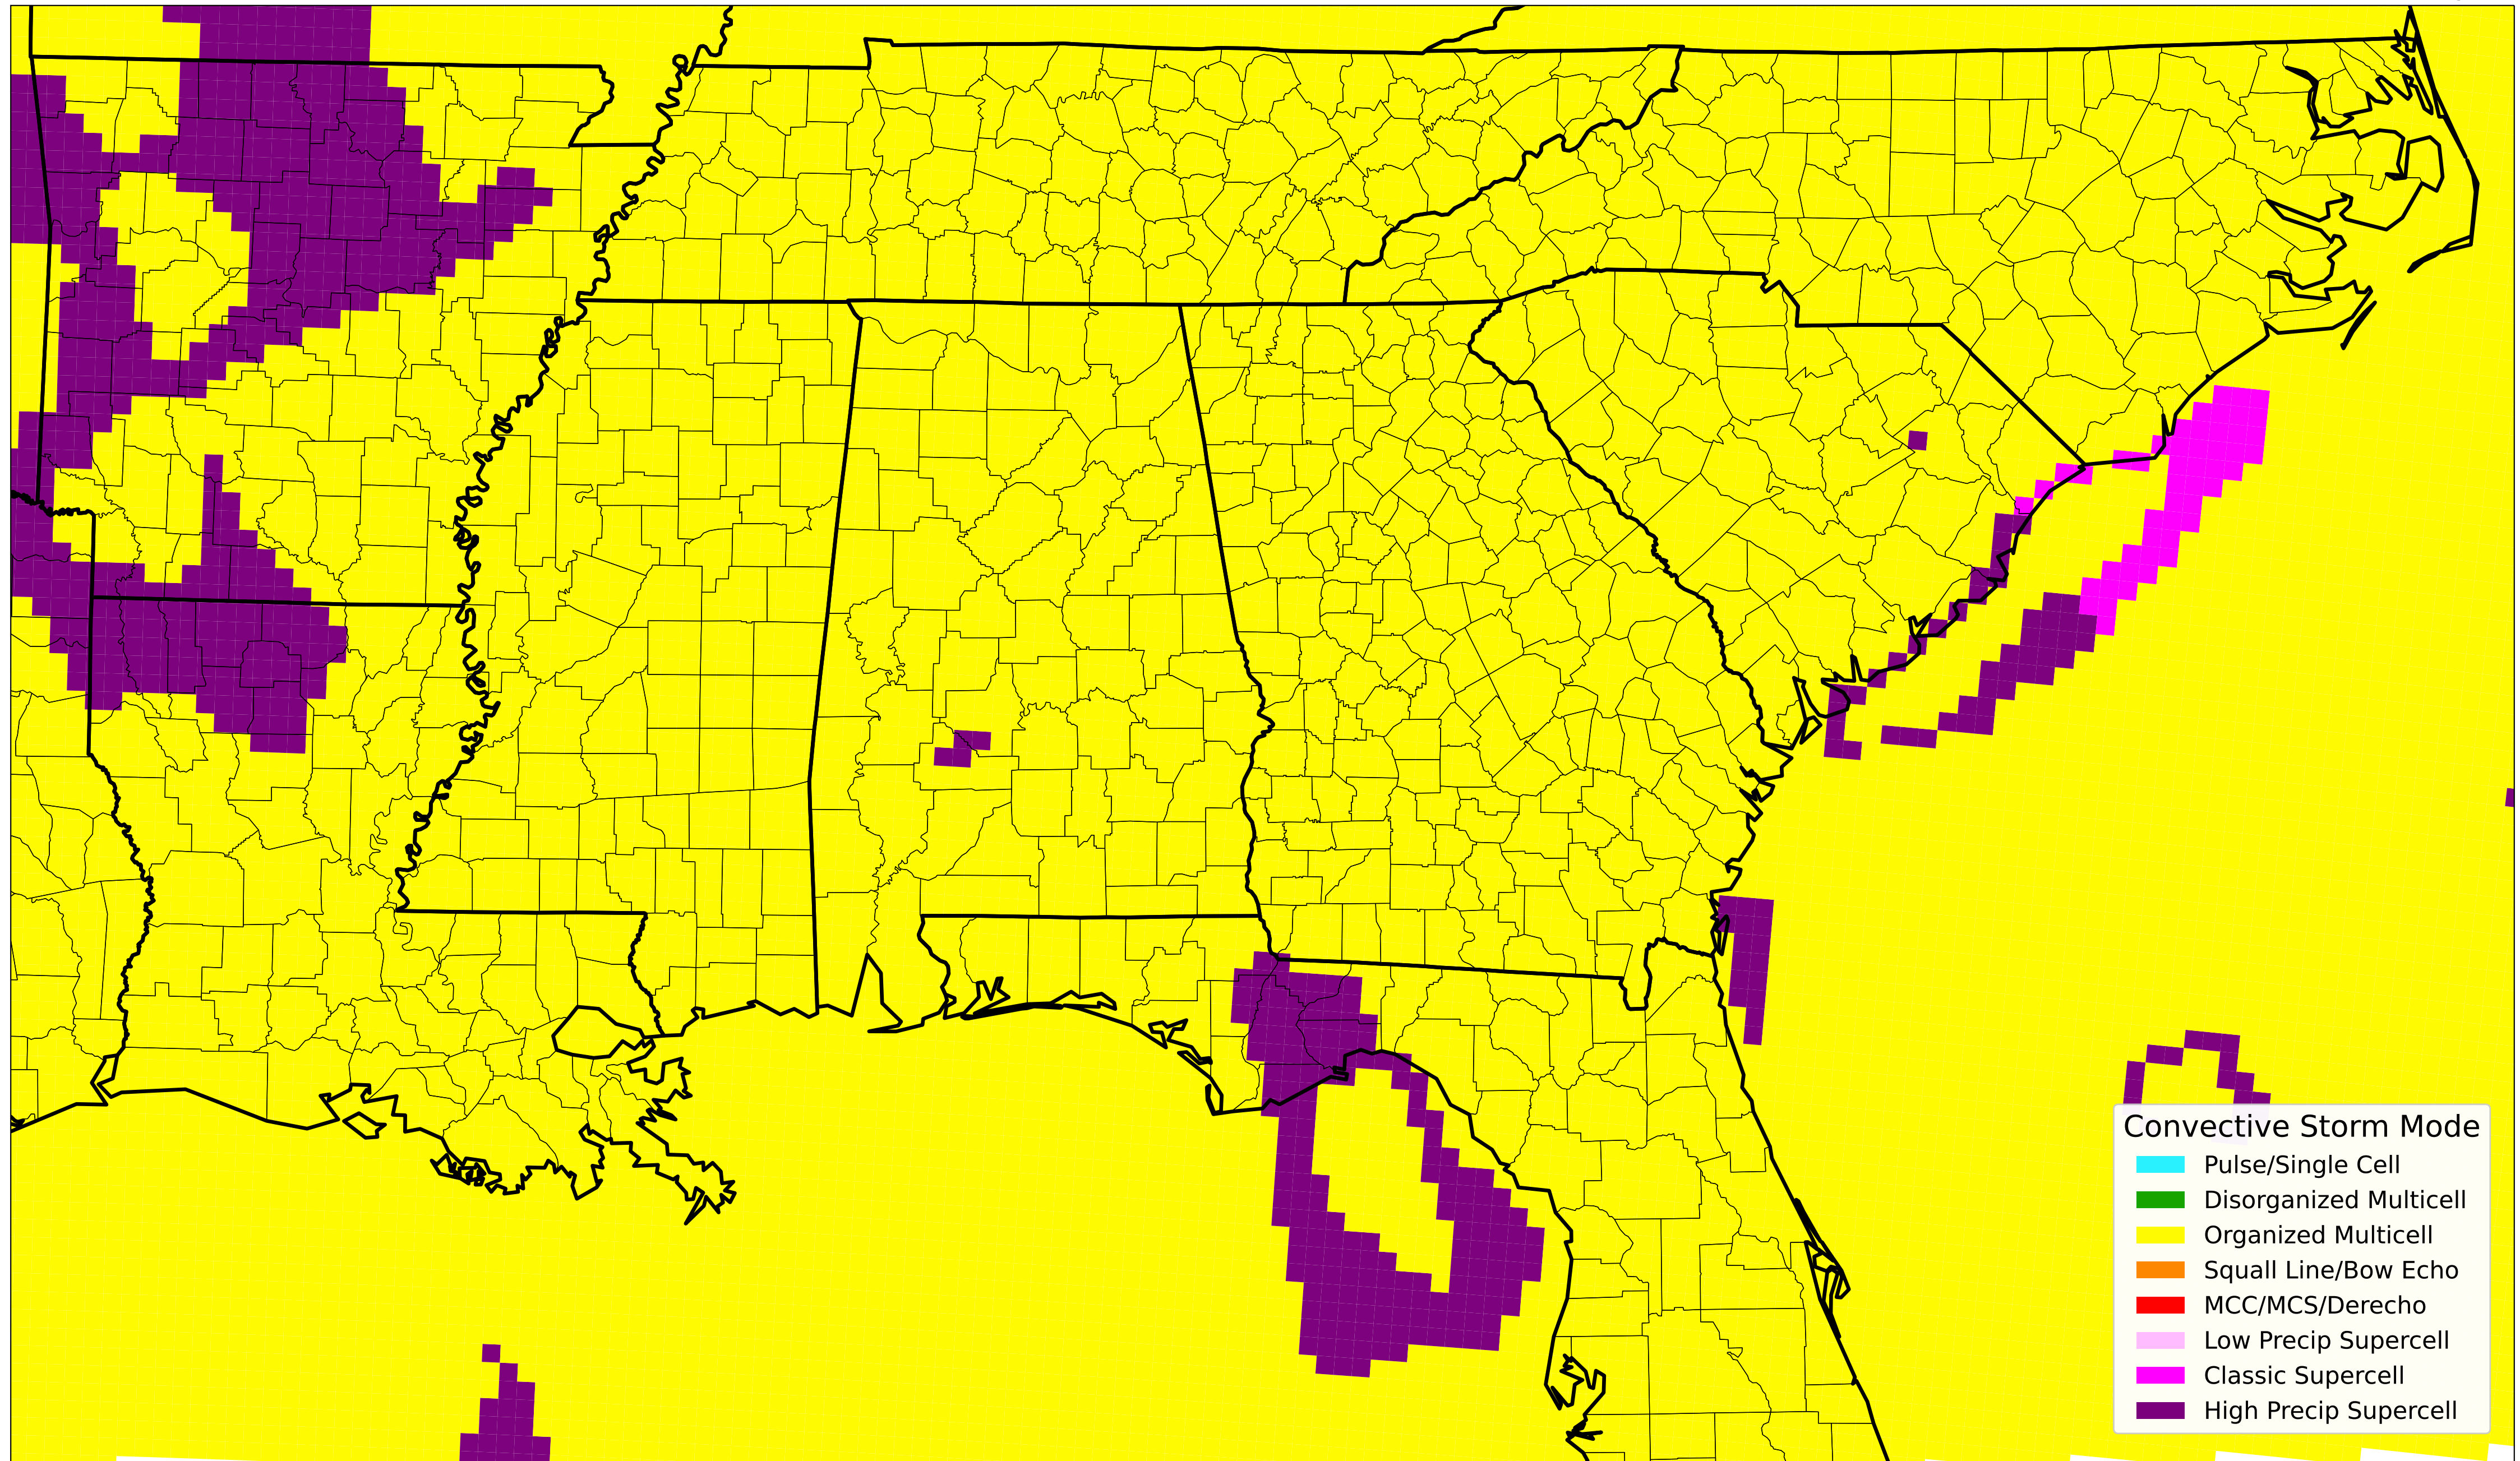 Convective Storm Mode
Pulse/Single Cell
Disorganized Multicell
Organized Multicell
Squall Line/Bow Echo
MCC/MCS/Derecho
Low Precip Supercell
Classic Supercell
High Precip Supercell